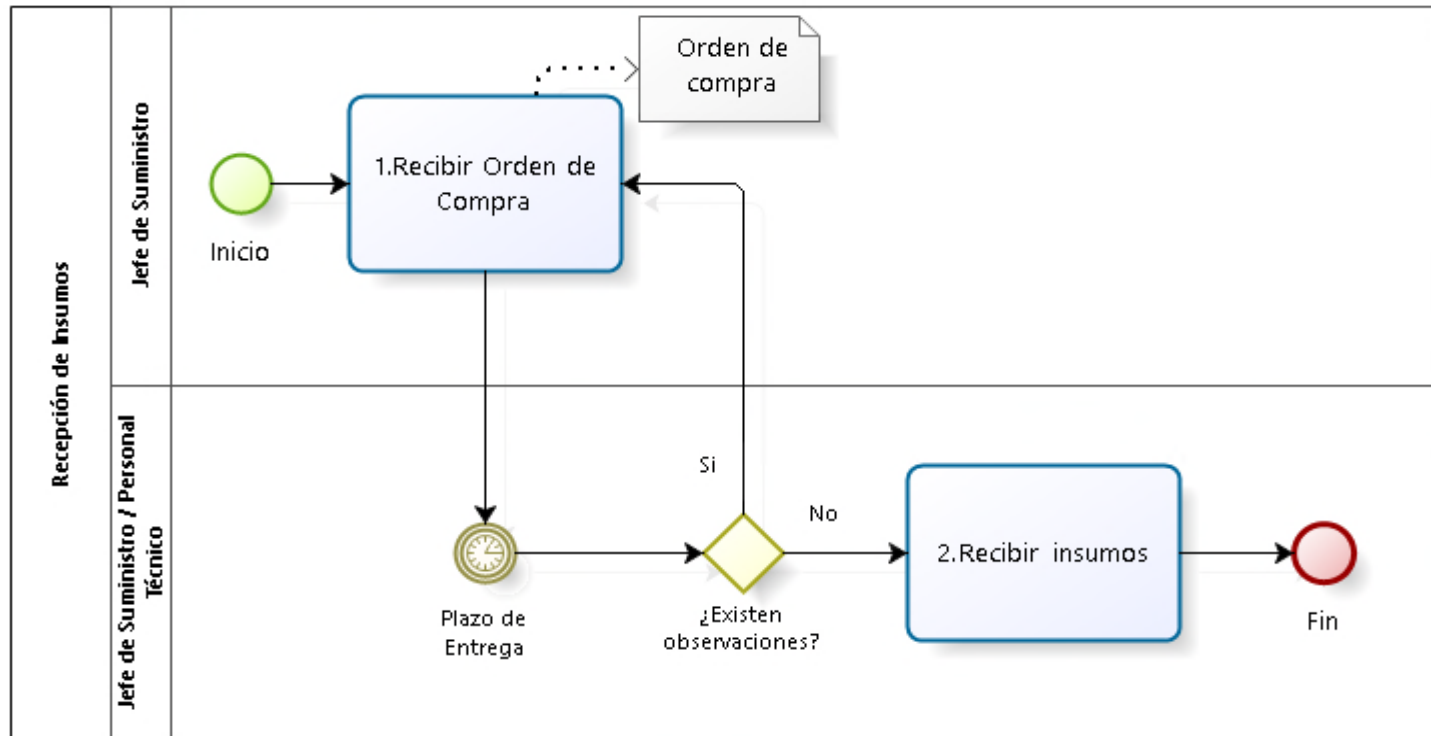 Recepción de Insumos
Jefe de Suministro
Orden de
compra
1.Recibir Orden de
Compra
Inicio
Jefe de Suministro / Personal
Técnico
Si
No
2.Recibir insumos
Plazo de
Entrega
¿Existen
observaciones?
Fin